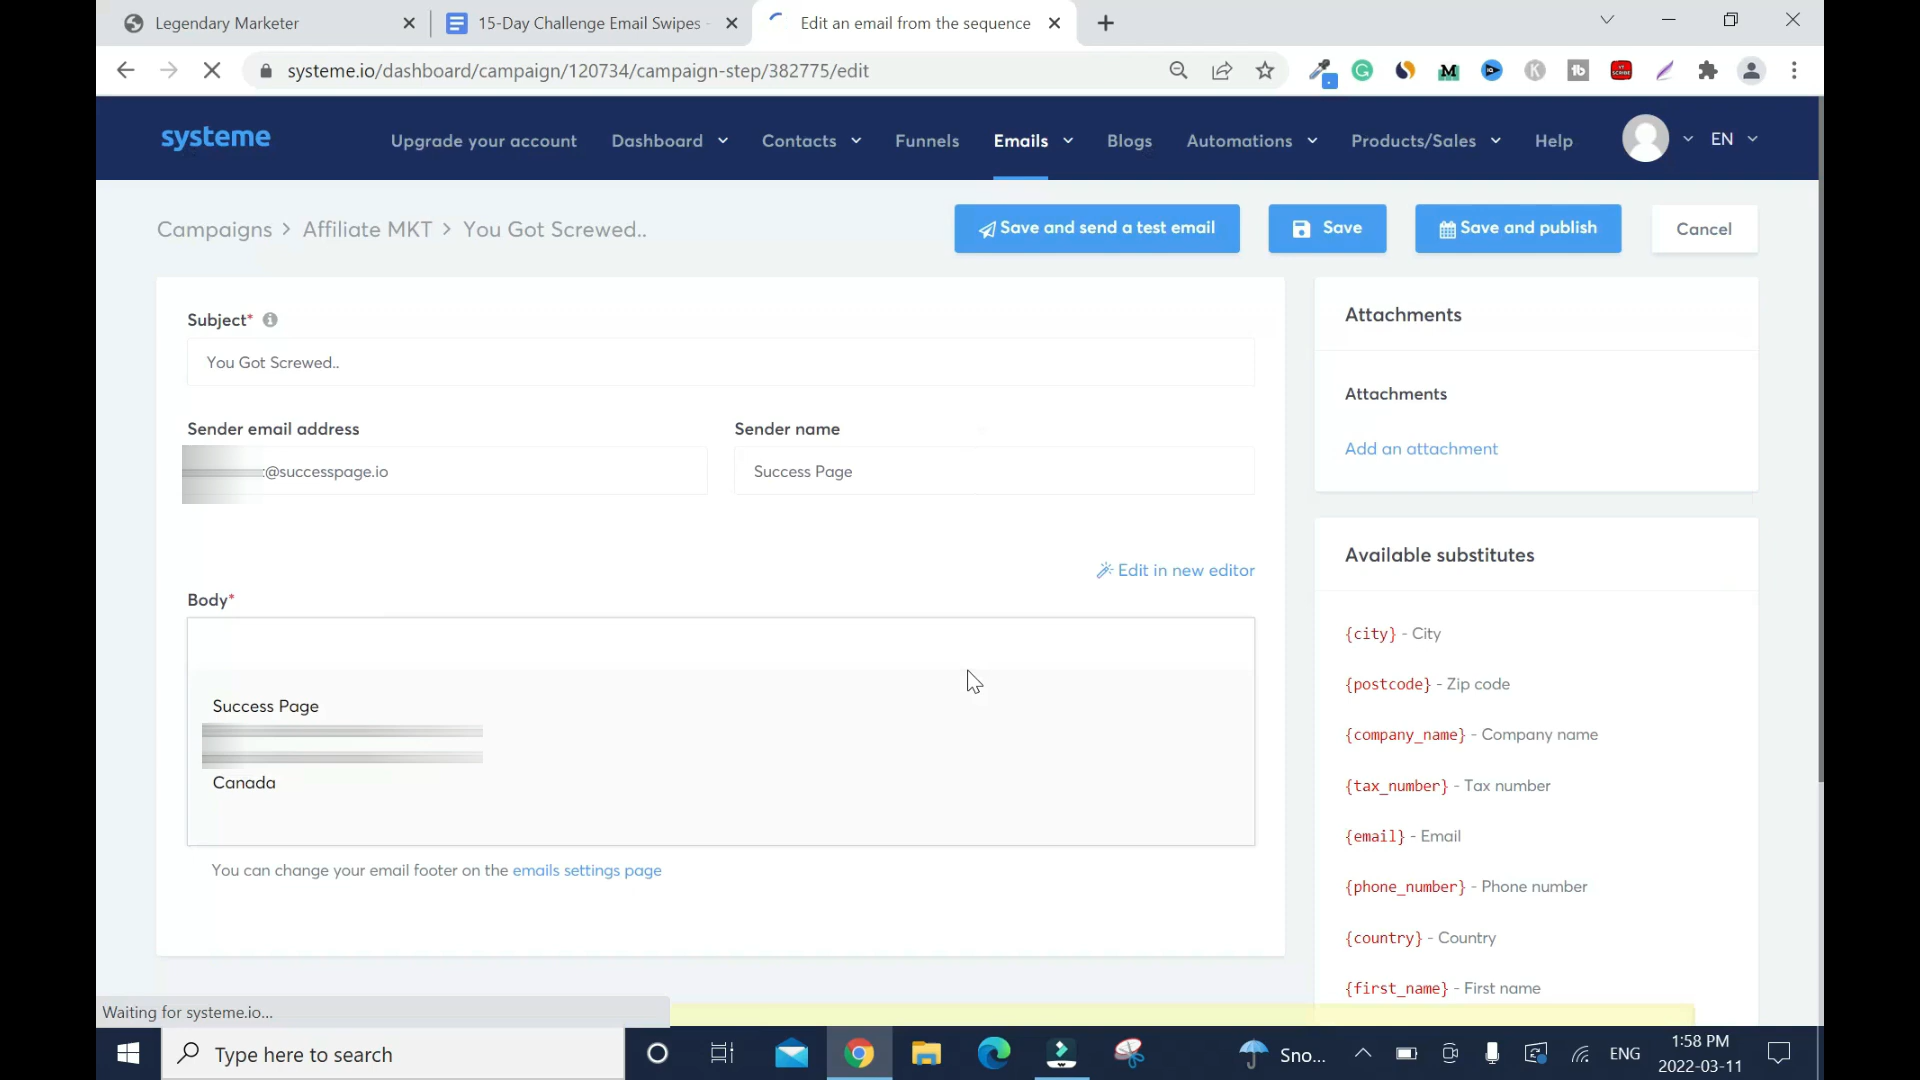 Legendary Marketer
15-Day Challenge Email Swipes -
Edit an email from the sequence
systeme.io/dashboard/campaign/120734/campaign-step/382775/edit
systeme
Upgrade your account
Dashboard
Contacts
Funnels
Emails
Blogs
Automations
Products/Sales
Help
EN
Campaigns > Affiliate MKT > You Got Screwed..
Save and send a test email
Save
Save and publish
Cancel
Subject*
You Got Screwed..
Sender email address
Sender name
@successpage.io
Success Page
Edit in new editor
Body*
Success Page
Canada
You can change your email footer on the emails settings page
Attachments
Attachments
Add an attachment
Available substitutes
{city} - City
{postcode} - Zip code
{company_name} - Company name
{tax_number} - Tax number
{email} - Email
{phone_number} - Phone number
{country} - Country
{first_name} - First name
Waiting for systeme.io...
Type here to search
Sno...
ENG
1:58 PM
2022-03-11